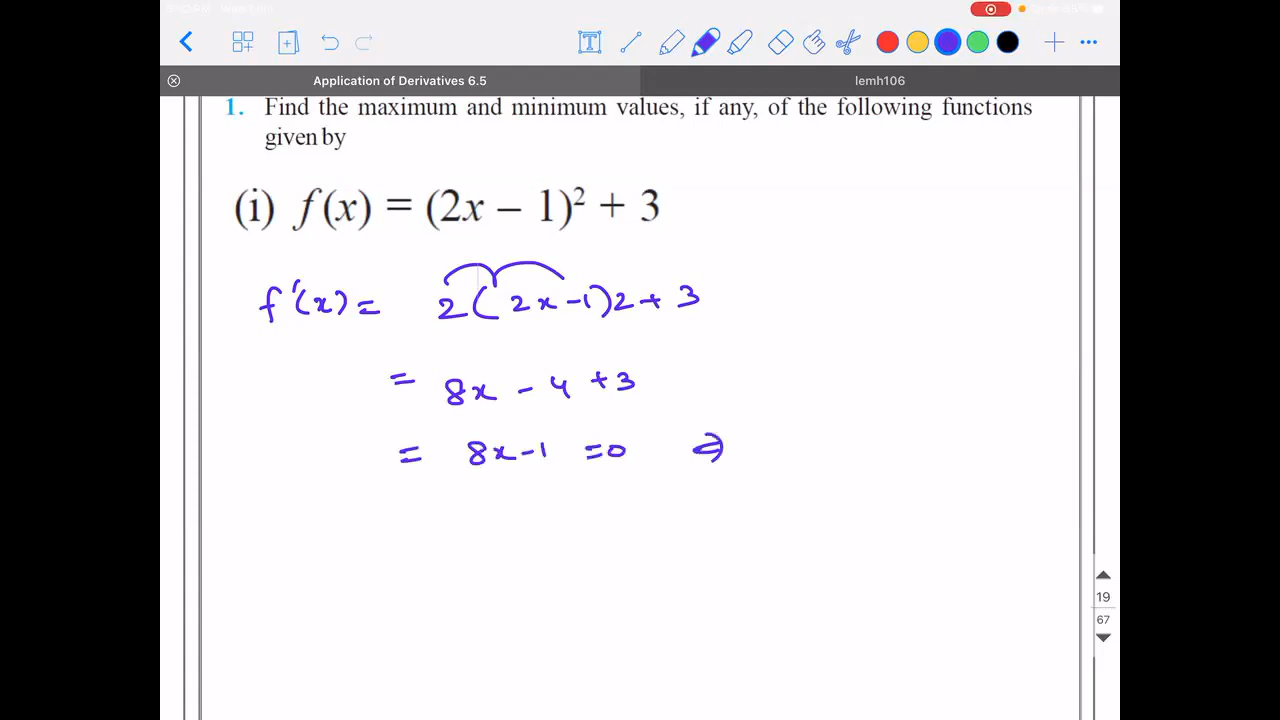 Application of Derivatives 6.5
lemh106
1. Find the maximum and minimum values, if any, of the following functions
given by
(i) f(x) = (2x – 1)² + 3
f'(x) = 2(2x-1)2 + 3
= 8x - 4 + 3
= 8x - 1 = 0 ⇒
19
67